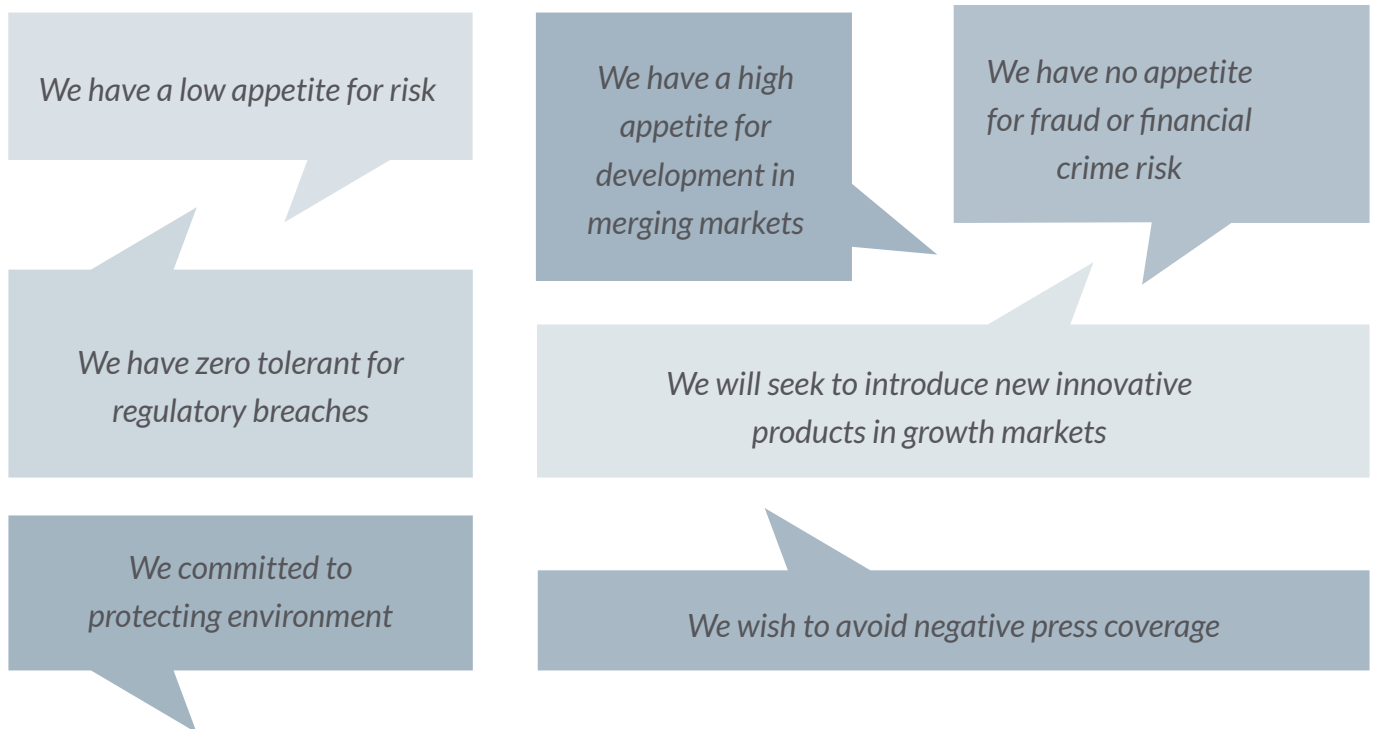 We have a low appetite for risk
We have a high
appetite for
development in
merging markets
We have no appetite
for fraud or financial
crime risk
We have zero tolerant for
regulatory breaches
We will seek to introduce new innovative
products in growth markets
We committed to
protecting environment
We wish to avoid negative press coverage